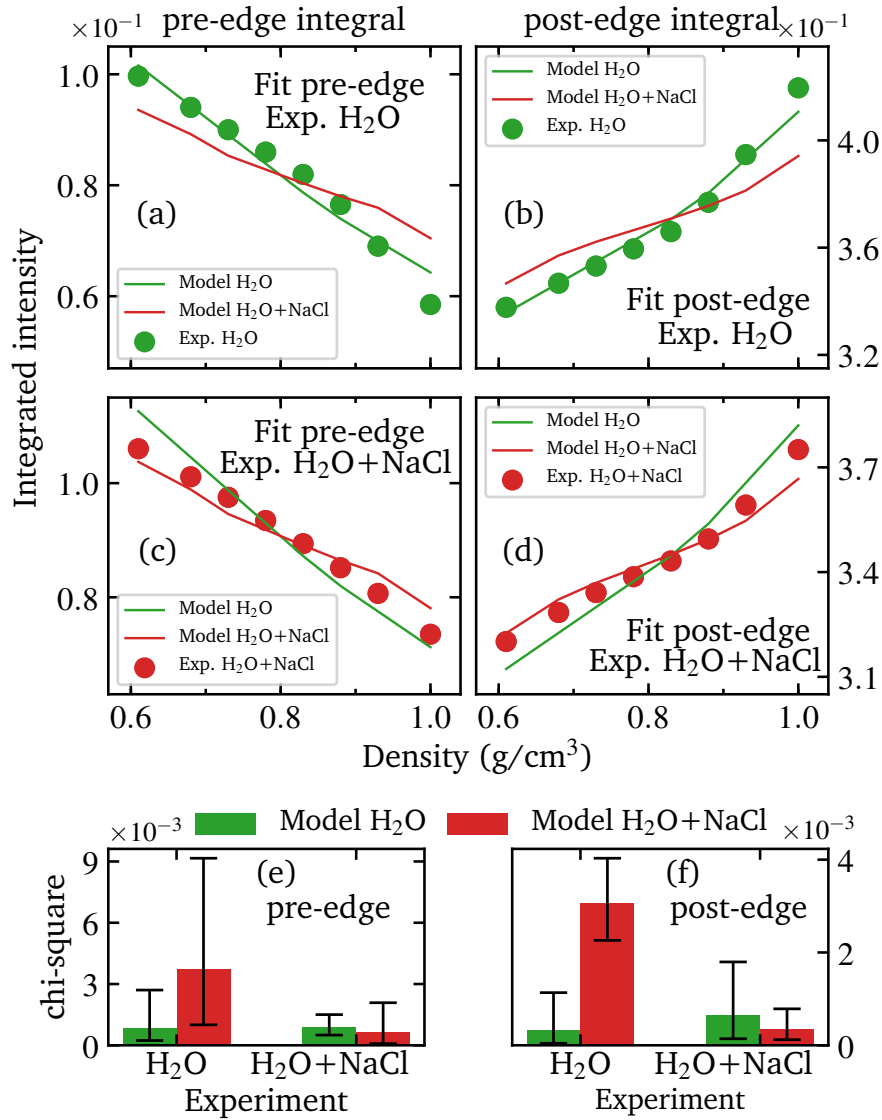 pre-edge integral
post-edge integral
×10⁻¹
×10⁻¹
Integrated intensity
1.0
0.8
0.6
Fit pre-edge
Exp. H₂O
(a)
Model H₂O
Model H₂O+NaCl
Exp. H₂O
Model H₂O
Model H₂O+NaCl
Exp. H₂O
(b)
Fit post-edge
Exp. H₂O
4.0
3.6
3.2
1.0
0.8
Fit pre-edge
Exp. H₂O+NaCl
(c)
Model H₂O
Model H₂O+NaCl
Exp. H₂O+NaCl
0.6
0.8
1.0
Model H₂O
Model H₂O+NaCl
Exp. H₂O+NaCl
(d)
Fit post-edge
Exp. H₂O+NaCl
3.7
3.4
3.1
0.6
0.8
1.0
Density (g/cm³)
Model H₂O
Model H₂O+NaCl
×10⁻³
chi-square
9
6
3
0
(e)
pre-edge
H₂O
H₂O+NaCl
Experiment
×10⁻³
(f)
post-edge
4
2
0
H₂O
H₂O+NaCl
Experiment